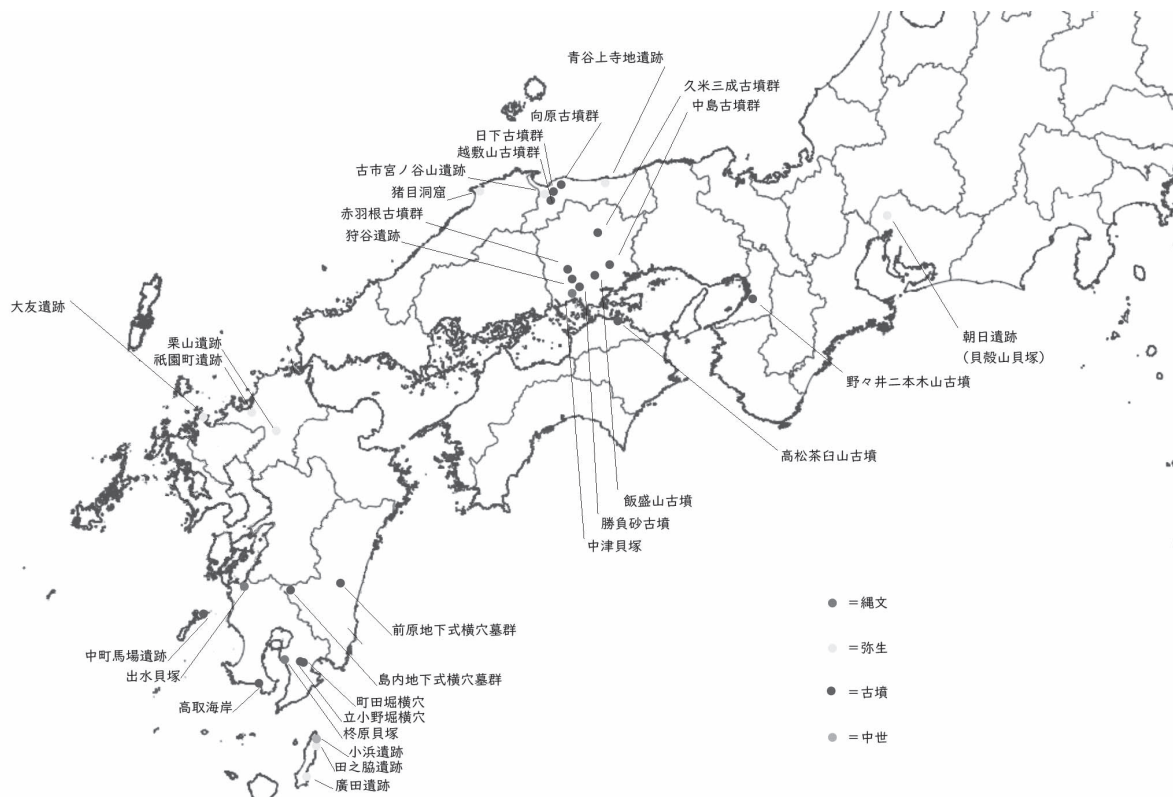 青谷上寺地遺跡
久米三成古墳群
中島古墳群
向原古墳群
日下古墳群
越敷山古墳群
古市宮ノ谷山遺跡
猪目洞窟
赤羽根古墳群
狩谷遺跡
大友遺跡
栗山遺跡
祇園町遺跡
朝日遺跡
(貝殻山貝塚)
野々井二本木山古墳
高松茶臼山古墳
飯盛山古墳
勝負砂古墳
中津貝塚
前原地下式横穴墓群
中町馬場遺跡
出水貝塚
島内地下式横穴墓群
高取海岸
町田堀横穴
立小野堀横穴
柊原貝塚
小浜遺跡
田之脇遺跡
廣田遺跡
=縄文
=弥生
=古墳
=中世